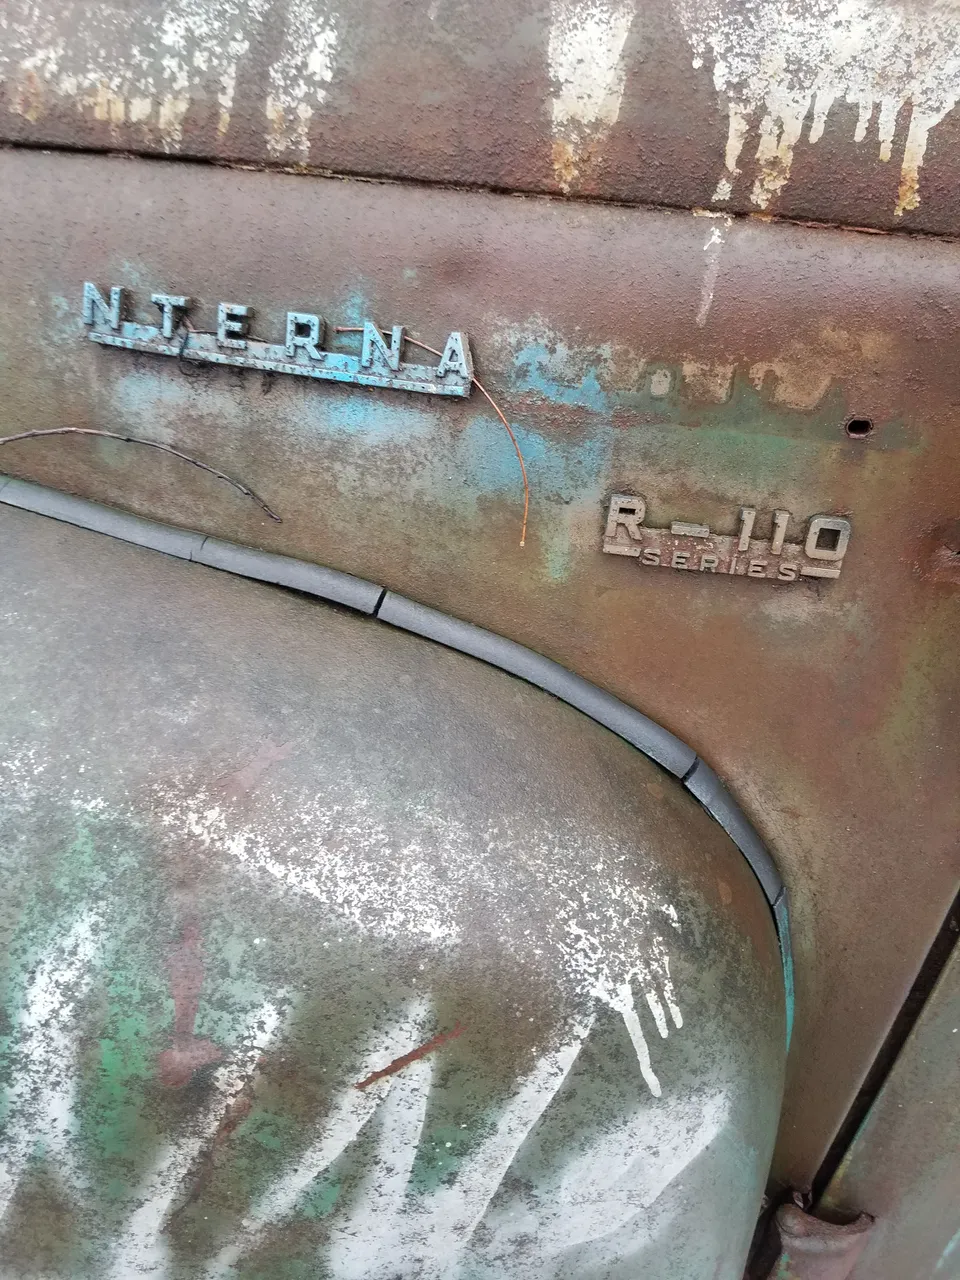 NTERNA
R-110
SERIES